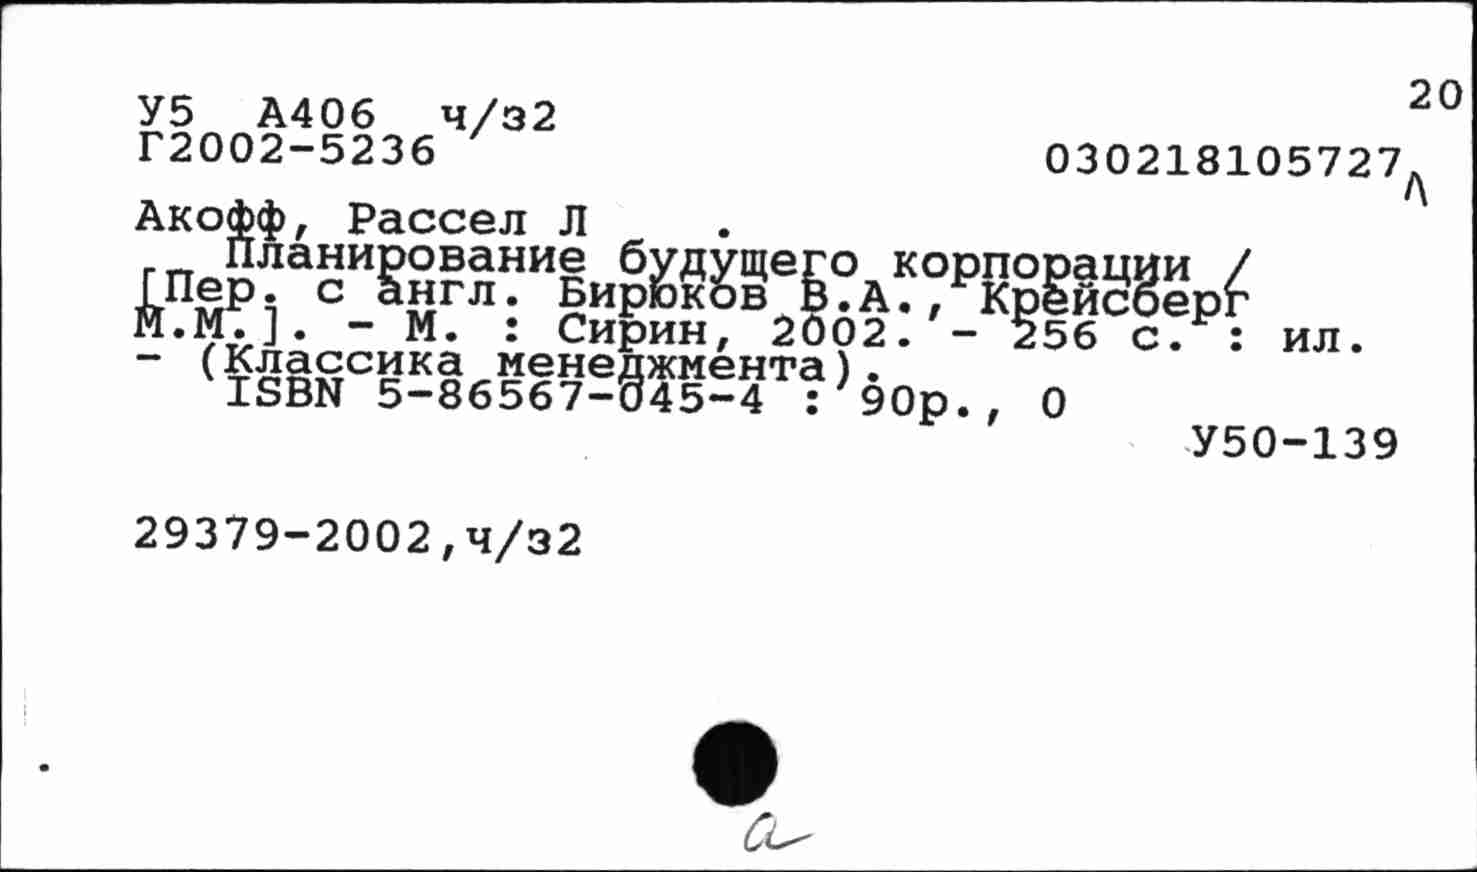 20
У5 А406 ч/з2
Г2002-5236
030218105727
Акофф, Рассел Л .
Планирование будущего корпорации /
[Пер. с англ. Бирюков В.А., Крейсберг
М.М.]. - М. : Сирин, 2002. - 256 с. : ил.
- (Классика менеджмента).
ISBN 5-86567-045-4 : 90р., 0
У50-139
29379-2002,ч/з2
а